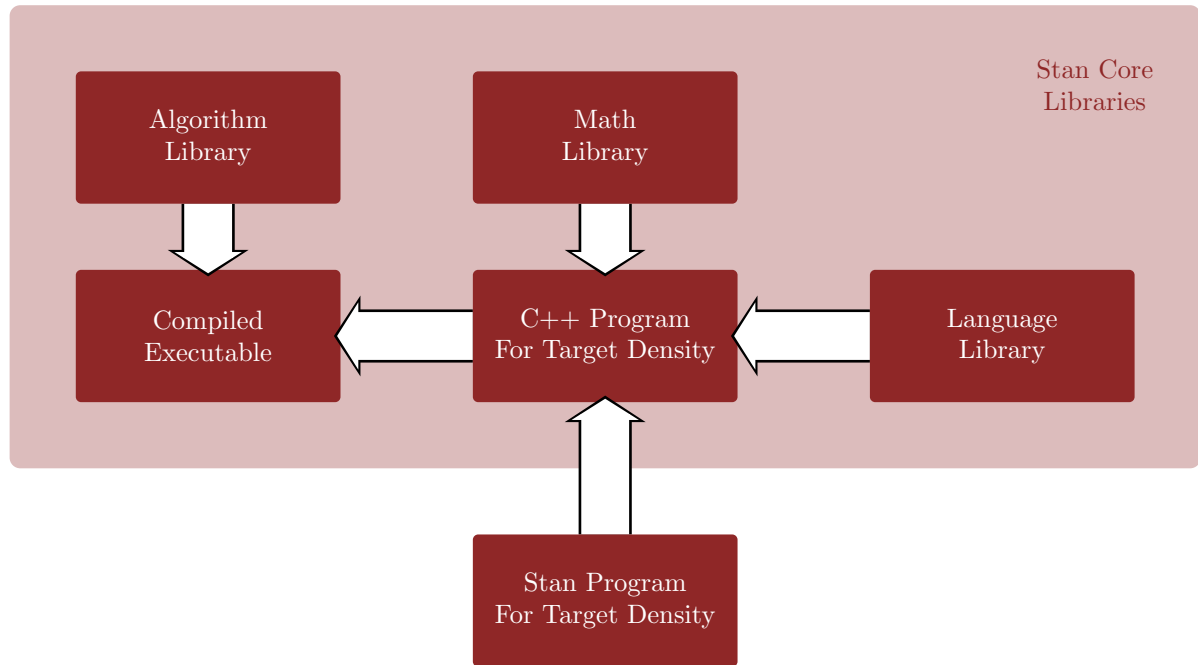 Stan Core
Libraries
Algorithm
Library
Math
Library
Compiled
Executable
C++ Program
For Target Density
Language
Library
Stan Program
For Target Density